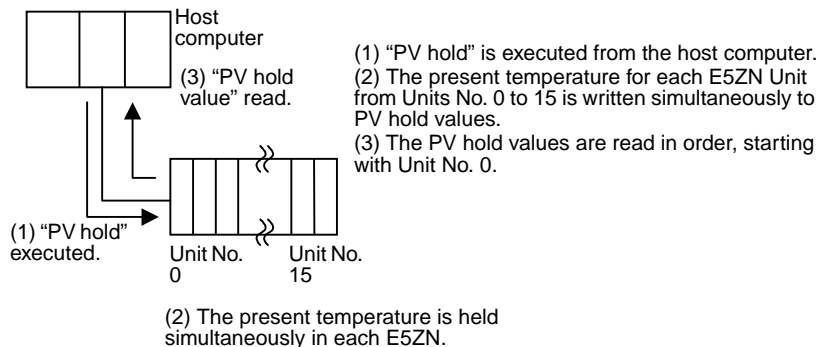 Host
computer
(3) “PV hold
value” read.
(1) “PV hold”
executed.
Unit No.
0
Unit No.
15
(2) The present temperature is held
simultaneously in each E5ZN.
(1) “PV hold” is executed from the host computer.
(2) The present temperature for each E5ZN Unit
from Units No. 0 to 15 is written simultaneously to
PV hold values.
(3) The PV hold values are read in order, starting
with Unit No. 0.